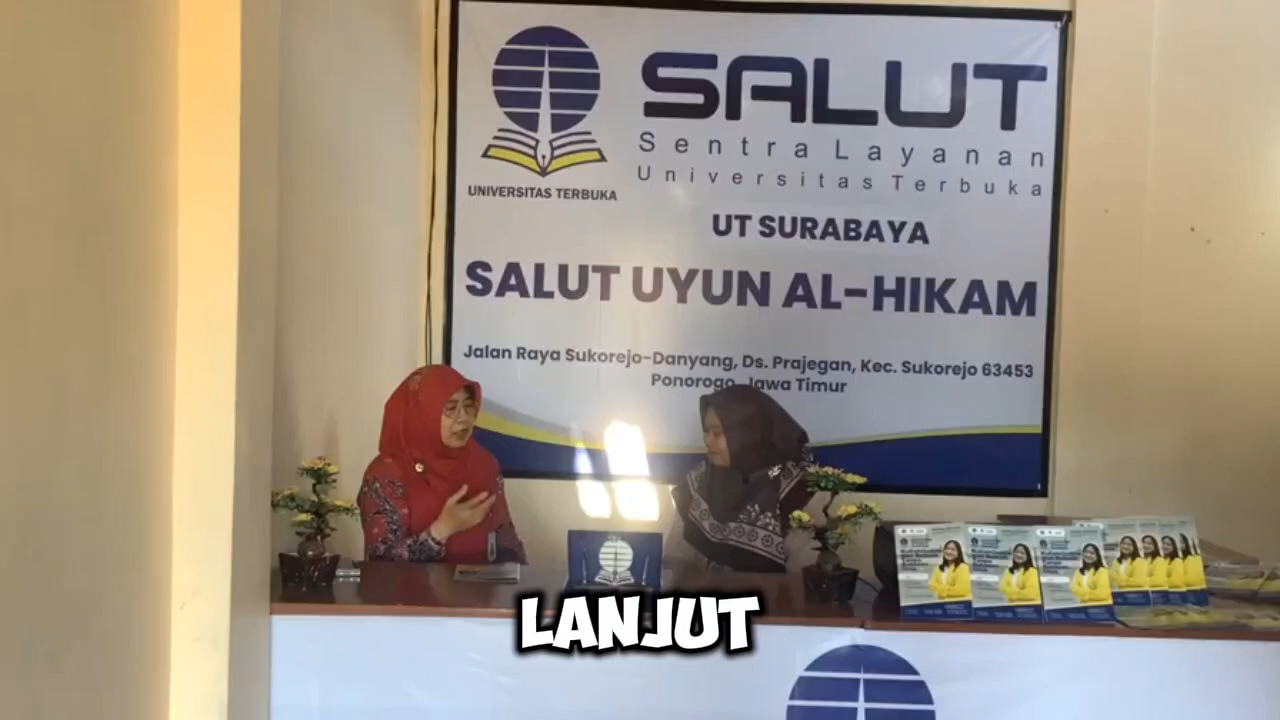 SALUT
Sentra Layanan
Universitas Terbuka
UNIVERSITAS TERBUKA
UT SURABAYA
SALUT UYUN AL-HIKAM
Jalan Raya Sukorejo-Danyang, Ds. Prajegan, Kec. Sukorejo 63453
Ponorogo, Jawa Timur
LANJUT